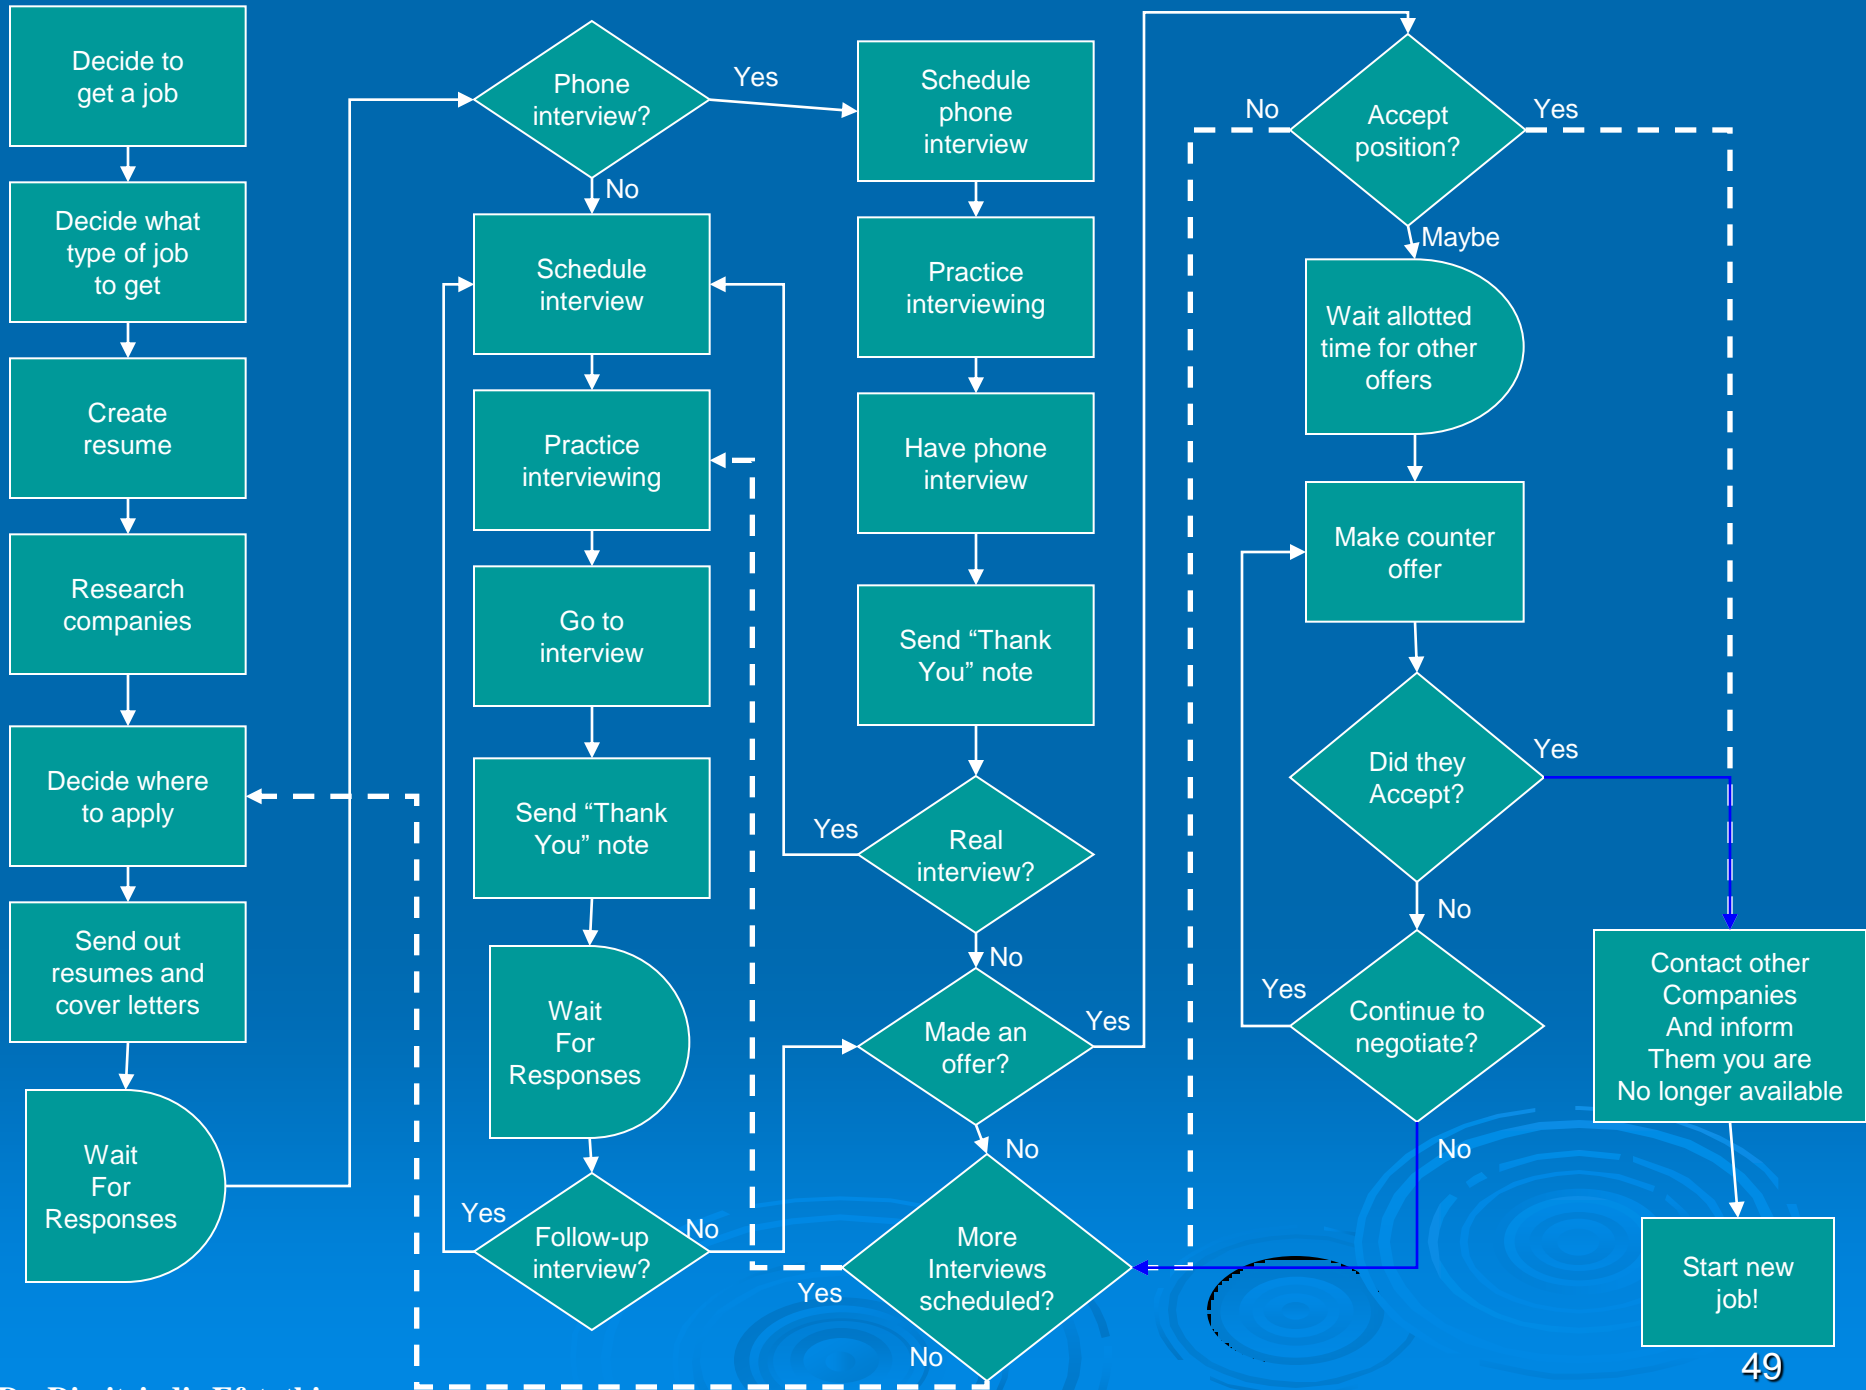 Decide to
get a job
Decide what
type of job
to get
Create
resume
Research
companies
Decide where
to apply
Send out
resumes and
cover letters
Wait
For
Responses
Phone
interview?
Yes
No
Schedule
interview
Practice
interviewing
Go to
interview
Send “Thank
You” note
Wait
For
Responses
Follow-up
interview?
Yes
No
Schedule
phone
interview
Practice
interviewing
Have phone
interview
Send “Thank
You” note
Real
interview?
Yes
No
Made an
offer?
Yes
No
More
Interviews
scheduled?
Yes
No
Accept
position?
No
Yes
Maybe
Wait allotted
time for other
offers
Make counter
offer
Did they
Accept?
Yes
No
Continue to
negotiate?
Yes
No
Contact other
Companies
And inform
Them you are
No longer available
Start new
job!
49